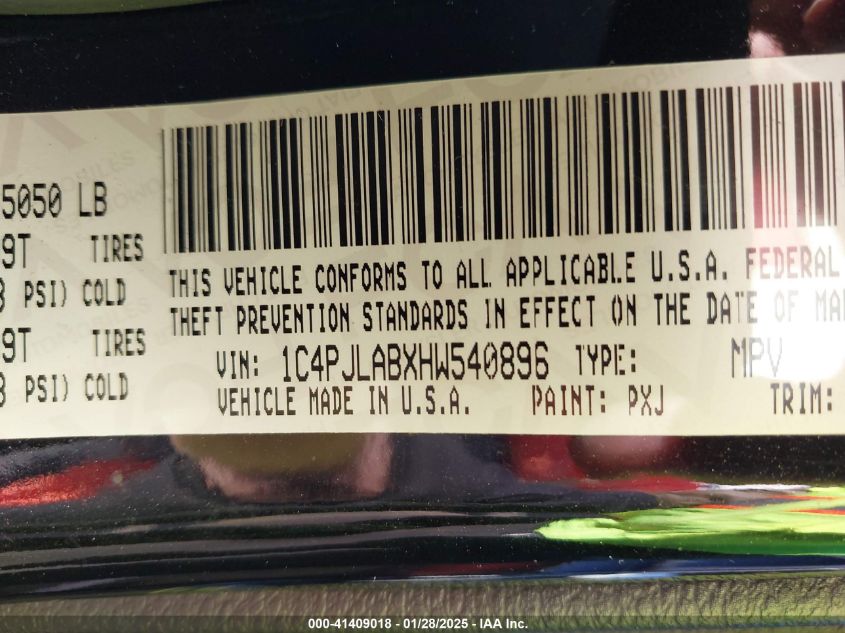 5050 LB
9T TIRES
PSI) COLD
9T TIRES
PSI) COLD
THIS VEHICLE CONFORMS TO ALL APPLICABLE U.S.A. FEDERAL
THEFT PREVENTION STANDARDS IN EFFECT ON THE DATE OF MA
VIN: 1C4PJLABXHW540896 TYPE: MPV
VEHICLE MADE IN U.S.A. PAINT: PXJ TRIM:
000-41409018 - 01/28/2025 - IAA Inc.